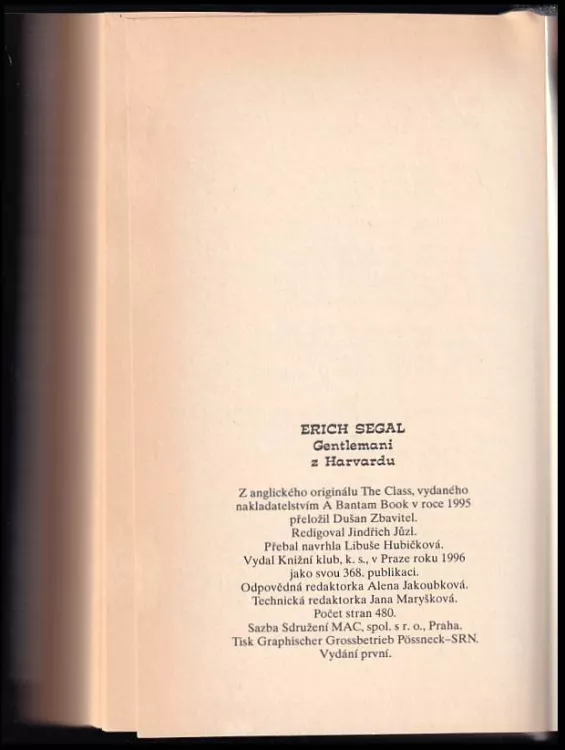 ERICH SEGAL
Gentlemani
z Harvardu
Z anglického originálu The Class, vydaného
nakladatelstvím A Bantam Book v roce 1995
přeložil Dušan Zbavitel.
Redigoval Jindřich Jůzl.
Přebal navrhla Libuše Hubičková.
Vydal Knižní klub, k. s., v Praze roku 1996
jako svou 368. publikaci.
Odpovědná redaktorka Alena Jakoubková.
Technická redaktorka Jana Maryšková.
Počet stran 480.
Sazba Sdružení MAC, spol. s r. o., Praha.
Tisk Graphischer Grossbetrieb Pössneck–SRN.
Vydání první.